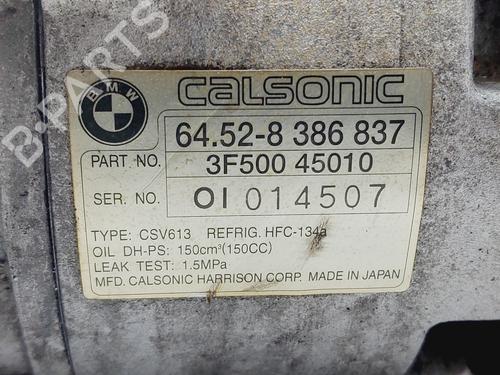 BMW
CALSONIC
64.52-8 386 837
PART NO. 3F500 45010
SER. NO. OI 014507
TYPE: CSV613 REFRIG. HFC-134a
OIL DH-PS: 150cm³(150CC)
LEAK TEST: 1.5MPa
MFD. CALSONIC HARRISON CORP. MADE IN JAPAN
B-PARTS